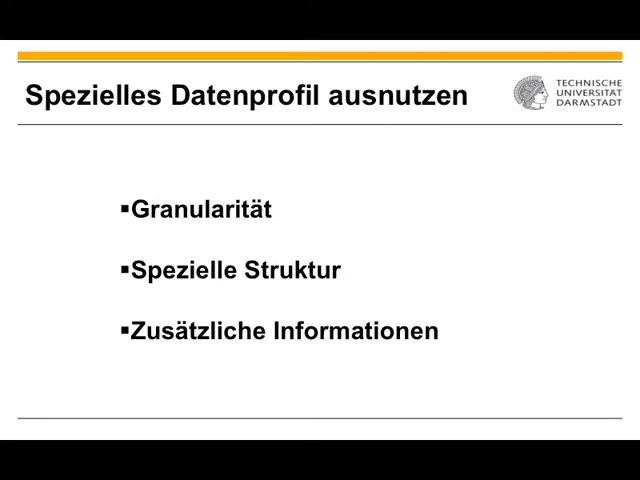 Spezielles Datenprofil ausnutzen
TECHNISCHE
UNIVERSITÄT
DARMSTADT
▪Granularität
▪Spezielle Struktur
▪Zusätzliche Informationen